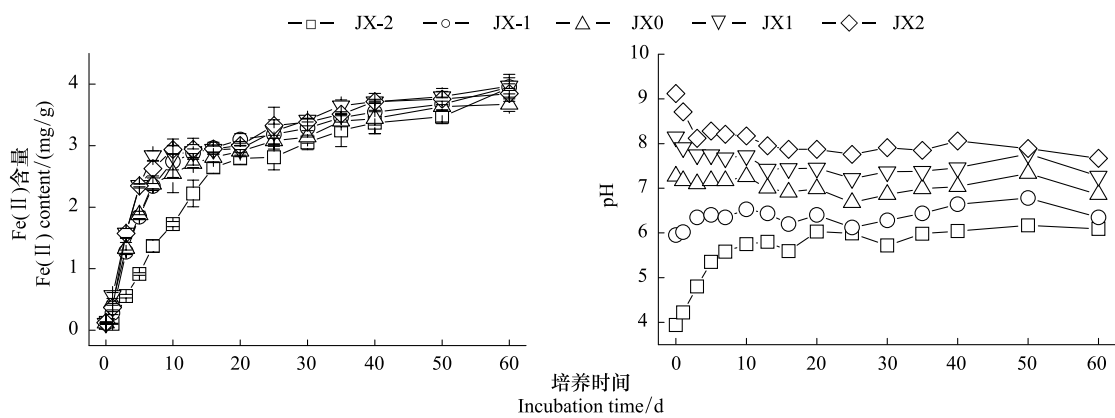 JX-2 JX-1 JX0 JX1 JX2
Fe(Ⅱ)含量
Fe(Ⅱ) content/(mg/g)
4
3
2
1
0
0 10 20 30 40 50 60
pH
10
9
8
7
6
5
4
0 10 20 30 40 50 60
培养时间
Incubation time/d